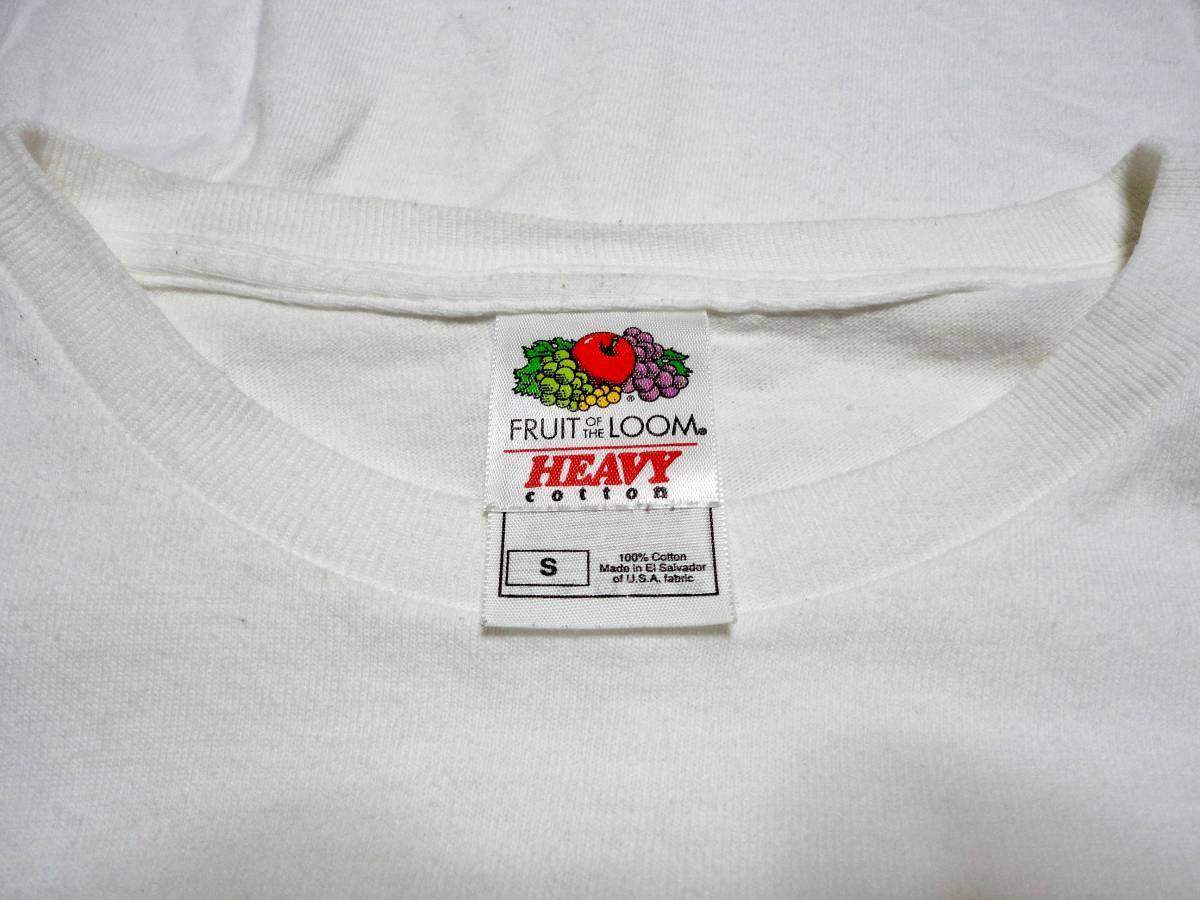 ®
FRUIT OF THE LOOM®
HEAVY
cotton
S
100% Cotton
Made in El Salvador
of U.S.A. fabric